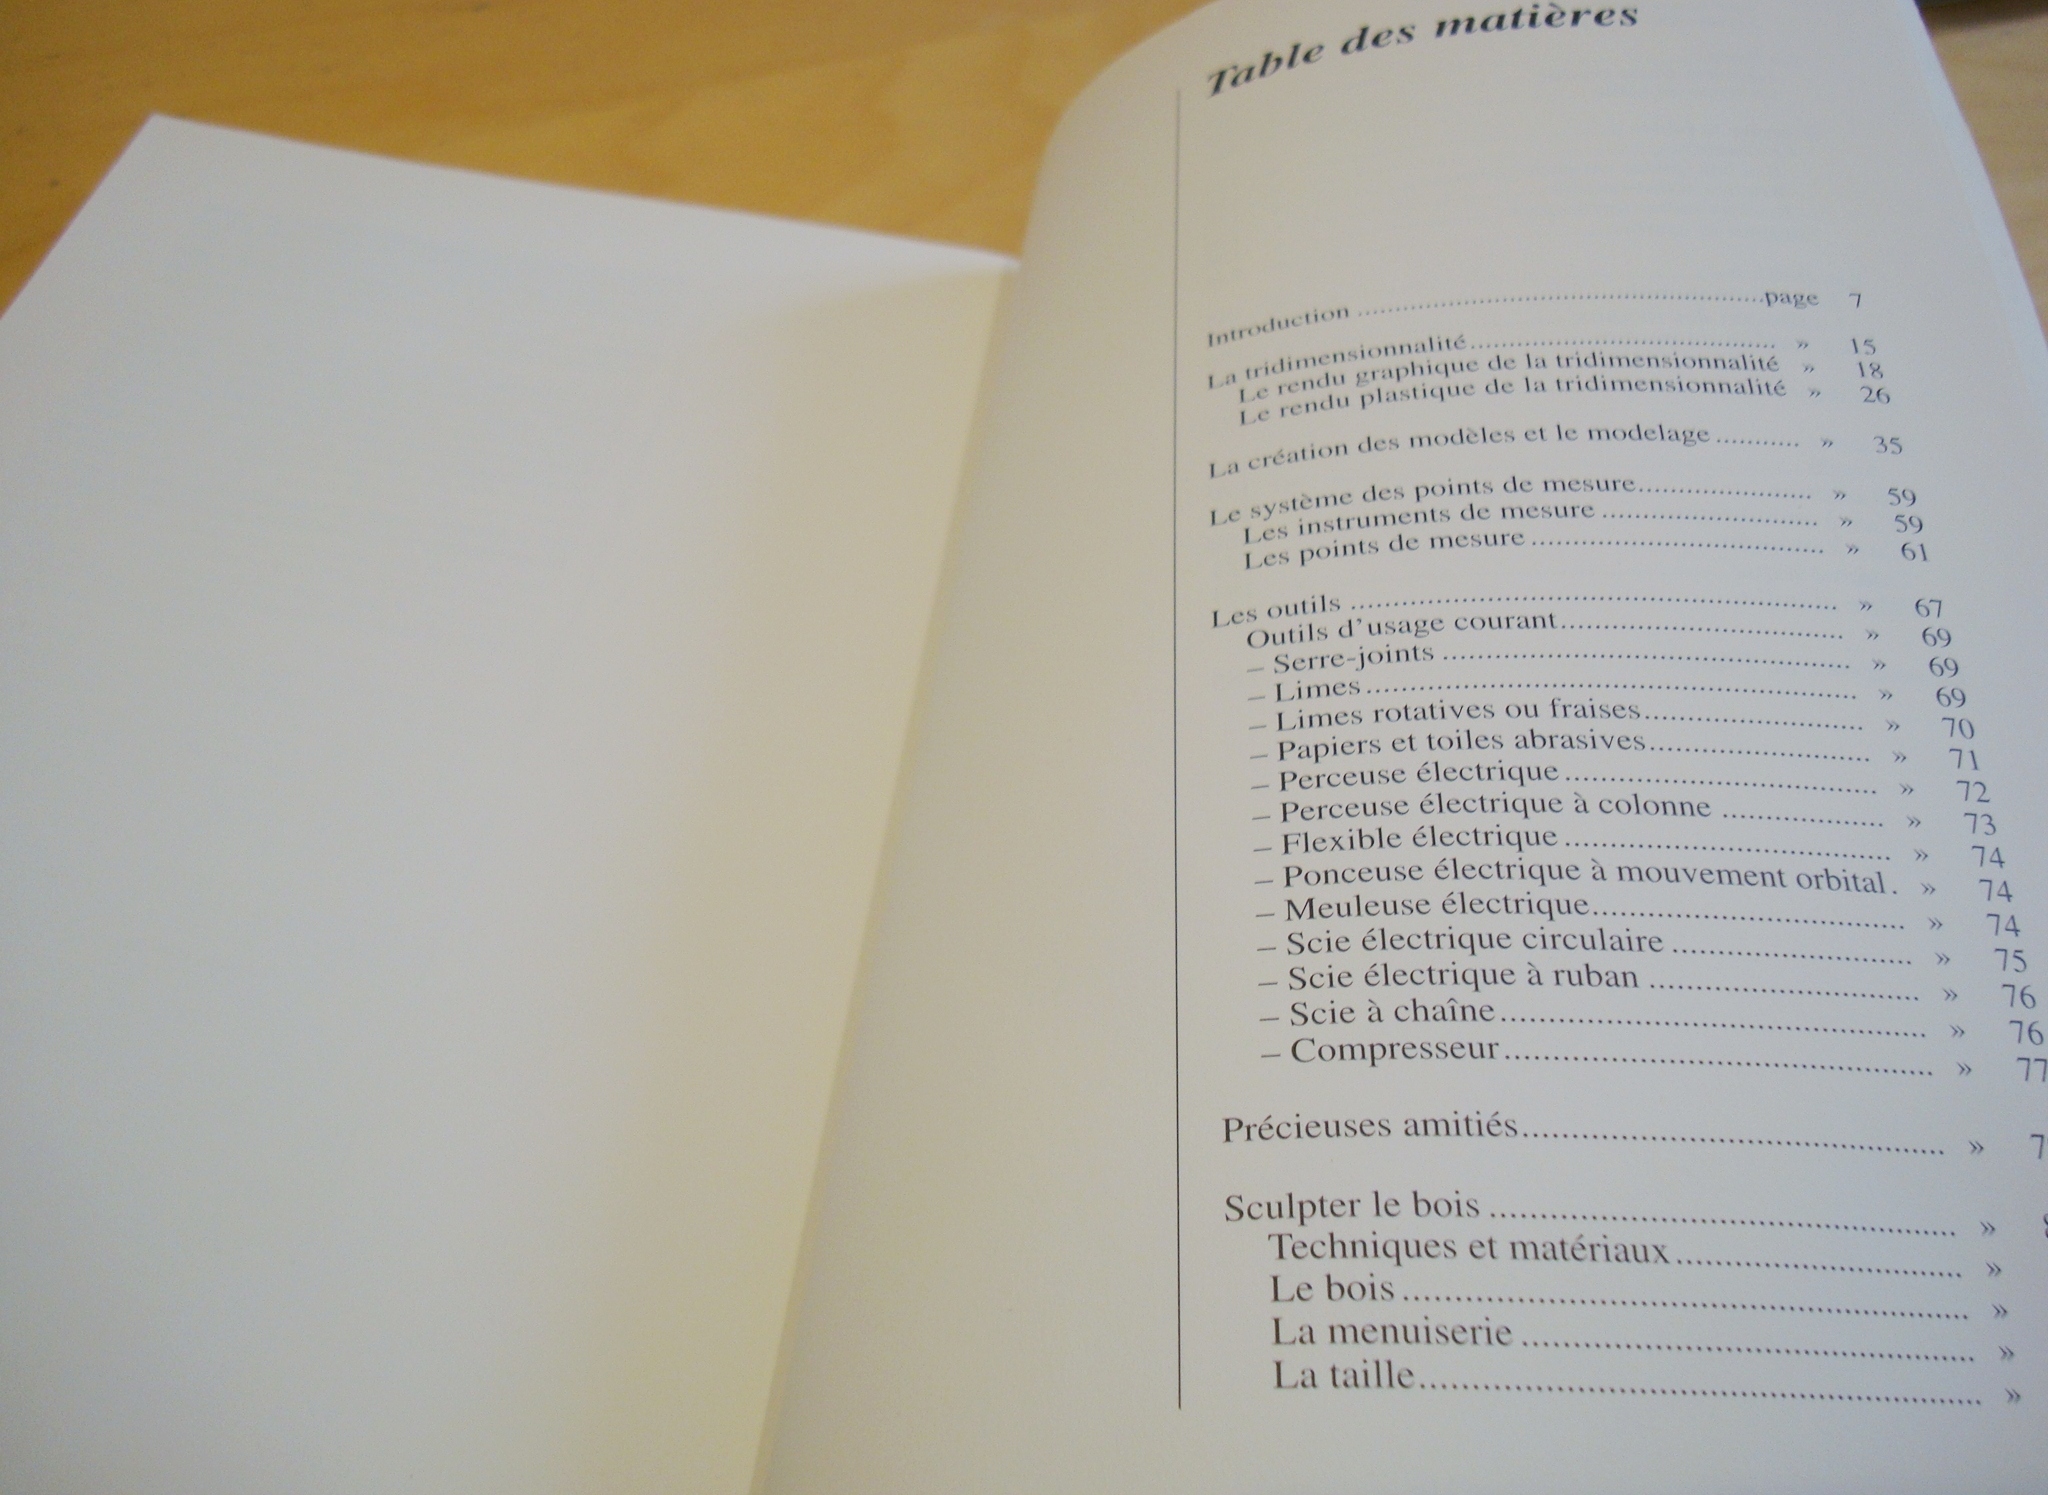 Table des matières
Introduction ........................................page 7
La tridimensionnalité.................................... » 15
Le rendu graphique de la tridimensionnalité » 18
Le rendu plastique de la tridimensionnalité » 26
La création des modèles et le modelage........... » 35
Le système des points de mesure..................... » 59
Les instruments de mesure .......................... » 59
Les points de mesure ................................... » 61
Les outils ........................................................ » 67
Outils d'usage courant................................. » 69
– Serre-joints ................................................ » 69
– Limes.......................................................... » 69
– Limes rotatives ou fraises.......................... » 70
– Papiers et toiles abrasives.......................... » 71
– Perceuse électrique .................................... » 72
– Perceuse électrique à colonne .................. » 73
– Flexible électrique ...................................... » 74
– Ponceuse électrique à mouvement orbital. » 74
– Meuleuse électrique.................................... » 74
– Scie électrique circulaire ........................... » 75
– Scie électrique à ruban .............................. » 76
– Scie à chaîne............................................... » 76
– Compresseur............................................... » 77
Précieuses amitiés............................................. »
Sculpter le bois ................................................. »
Techniques et matériaux.............................. »
Le bois.......................................................... »
La menuiserie .............................................. »
La taille......................................................... »